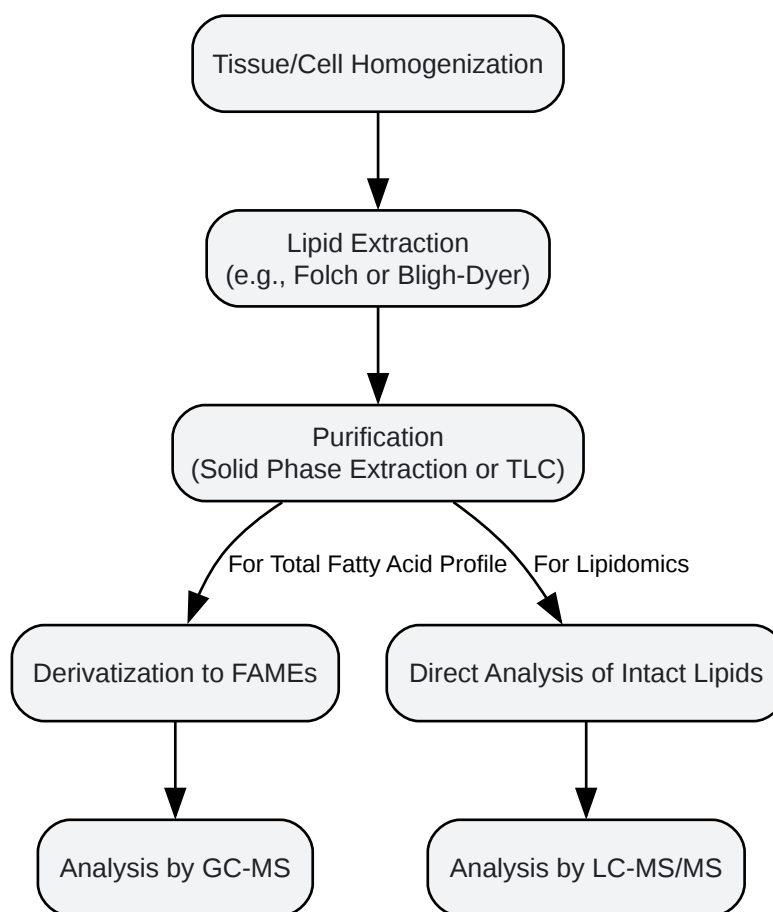 Tissue/Cell Homogenization
Lipid Extraction
(e.g., Folch or Bligh-Dyer)
Purification
(Solid Phase Extraction or TLC)
For Total Fatty Acid Profile
For Lipidomics
Derivatization to FAMEs
Direct Analysis of Intact Lipids
Analysis by GC-MS
Analysis by LC-MS/MS